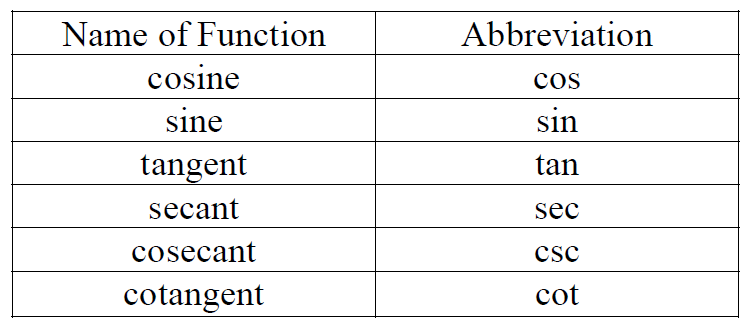 Name of Function Abbreviation
cosine cos
sine sin
tangent tan
secant sec
cosecant csc
cotangent cot